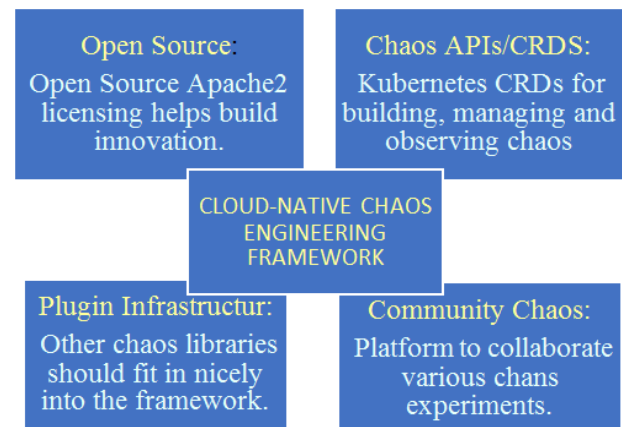 Open Source:
Open Source Apache2
licensing helps build
innovation.
Chaos APIs/CRDS:
Kubernetes CRDs for
building, managing and
observing chaos
CLOUD-NATIVE CHAOS
ENGINEERING
FRAMEWORK
Plugin Infrastructur:
Other chaos libraries
should fit in nicely
into the framework.
Community Chaos:
Platform to collaborate
various chans
experiments.